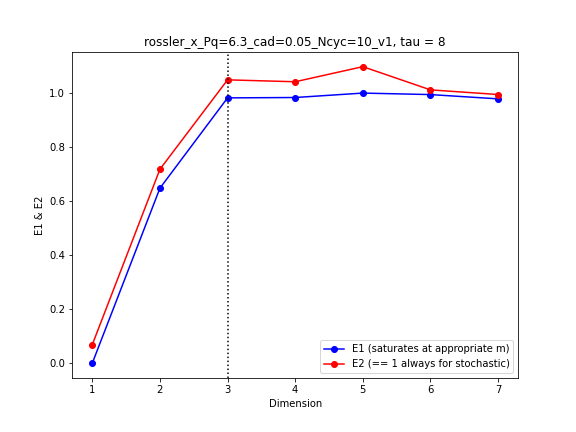 rossler_x_Pq=6.3_cad=0.05_Ncyc=10_v1, tau = 8
E1 & E2
1.0
0.8
0.6
0.4
0.2
0.0
E1 (saturates at appropriate m)
E2 (== 1 always for stochastic)
1 2 3 4 5 6 7
Dimension